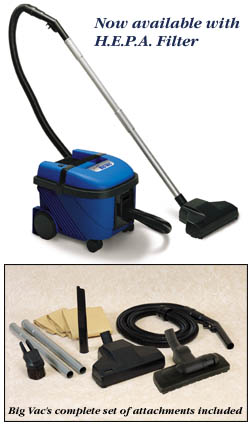 Now available with
H.E.P.A. Filter
Big Vac's complete set of attachments included